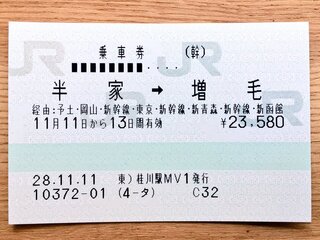 乗車券 (幹)
■■■■■■■■■・・・・
半家 → 増毛
経由:予土・岡山・新幹線・東京・新幹線・新青森・新幹線・新函館
11月11日から13日間有効 ¥23,580
28.11.11 東)桂川駅MV1発行
10372-01 (4-タ) C32